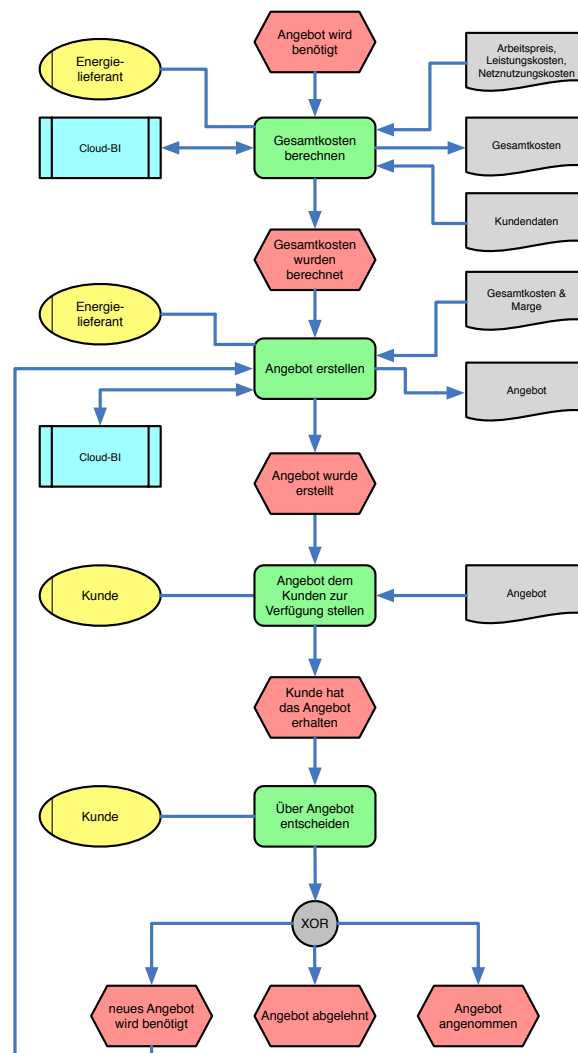 Angebot wird
benötigt
Energie-
lieferant
Arbeitspreis,
Leistungskosten,
Netznutzungskosten
Cloud-BI
Gesamtkosten
berechnen
Gesamtkosten
Kundendaten
Gesamtkosten
wurden
berechnet
Energie-
lieferant
Gesamtkosten &
Marge
Angebot erstellen
Angebot
Cloud-BI
Angebot wurde
erstellt
Kunde
Angebot dem
Kunden zur
Verfügung stellen
Angebot
Kunde hat
das Angebot
erhalten
Kunde
Über Angebot
entscheiden
XOR
neues Angebot
wird benötigt
Angebot abgelehnt
Angebot
angenommen